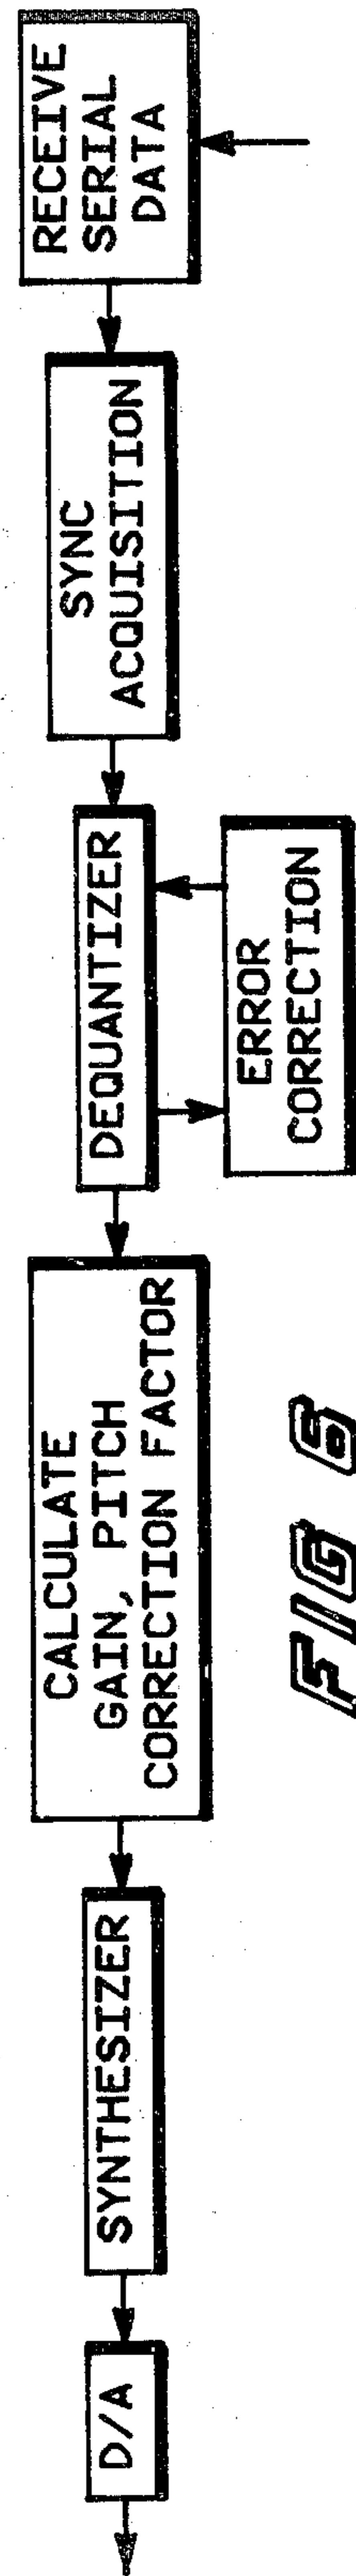 RECEIVE
SERIAL
DATA
SYNC
ACQUISITION
DEQUANTIZER
ERROR
CORRECTION
CALCULATE
GAIN, PITCH
CORRECTION FACTOR
SYNTHESIZER
D/A
FIG 6